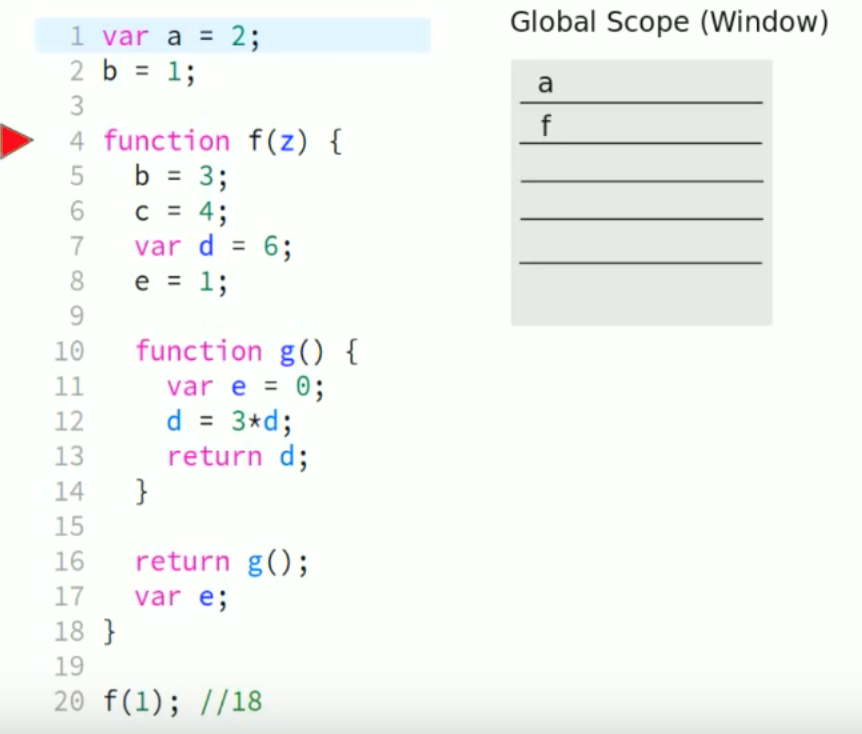 1 var a = 2;
2 b = 1;
3
4 function f(z) {
5   b = 3;
6   c = 4;
7   var d = 6;
8   e = 1;
9
10   function g() {
11     var e = 0;
12     d = 3*d;
13     return d;
14   }
15
16   return g();
17   var e;
18 }
19
20 f(1); //18
Global Scope (Window)
a
f